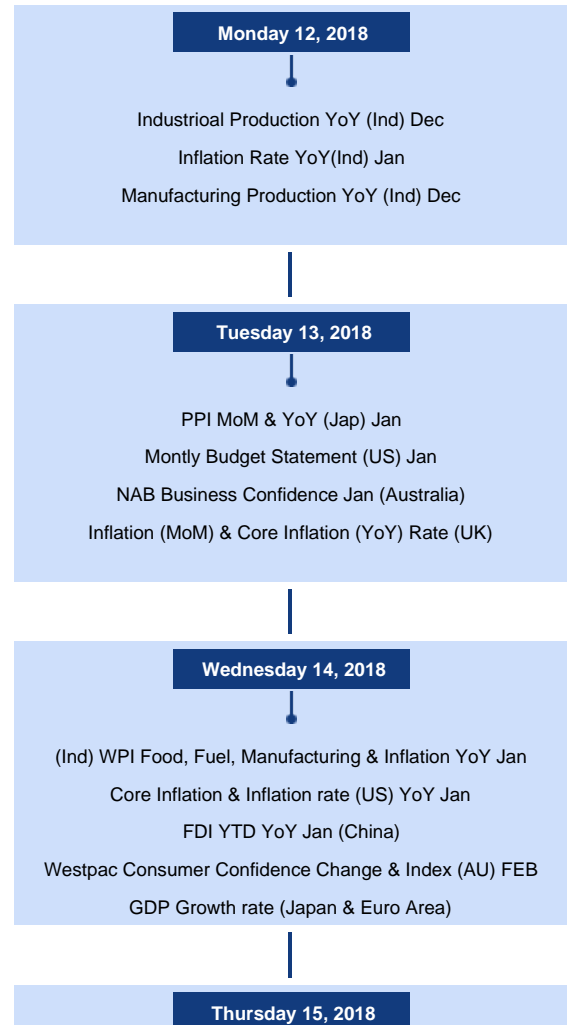 Monday 12, 2018
Industrioal Production YoY (Ind) Dec
Inflation Rate YoY(Ind) Jan
Manufacturing Production YoY (Ind) Dec
Tuesday 13, 2018
PPI MoM & YoY (Jap) Jan
Montly Budget Statement (US) Jan
NAB Business Confidence Jan (Australia)
Inflation (MoM) & Core Inflation (YoY) Rate (UK)
Wednesday 14, 2018
(Ind) WPI Food, Fuel, Manufacturing & Inflation YoY Jan
Core Inflation & Inflation rate (US) YoY Jan
FDI YTD YoY Jan (China)
Westpac Consumer Confidence Change & Index (AU) FEB
GDP Growth rate (Japan & Euro Area)
Thursday 15, 2018